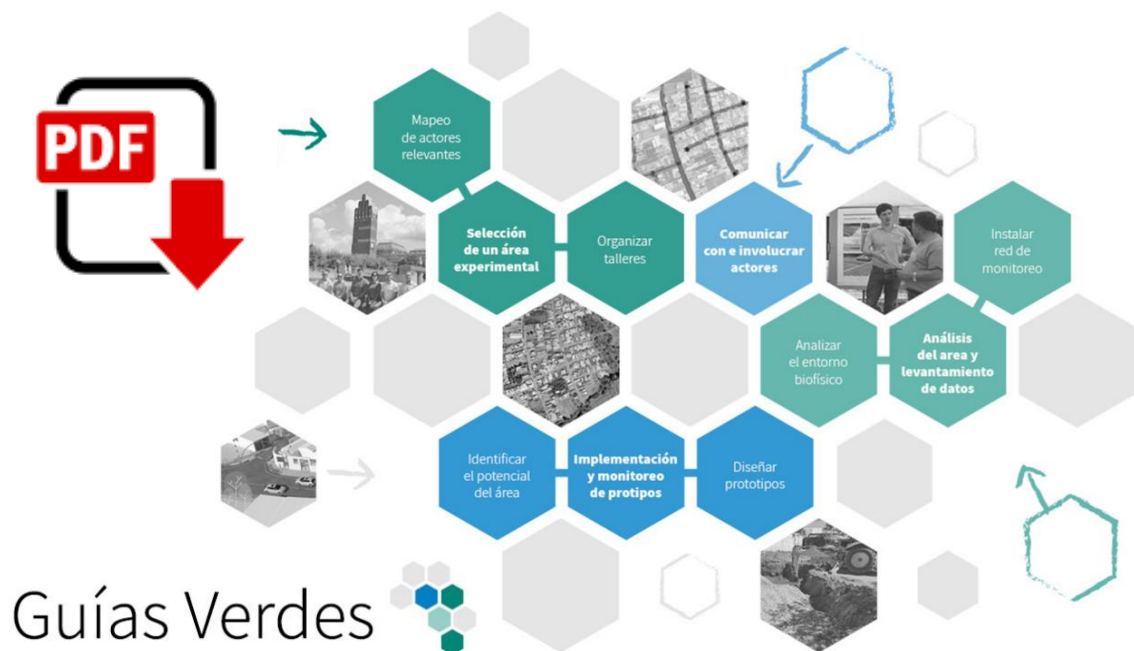 PDF
Mapeo
de actores
relevantes
Selección
de un área
experimental
Organizar
talleres
Comunicar
con e involucrar
actores
Instalar
red de
monitoreo
Analizar
el entorno
biofísico
Análisis
del area y
levantamiento
de datos
Identificar
el potencial
del área
Implementación
y monitoreo
de protipos
Diseñar
prototipos
Guías Verdes